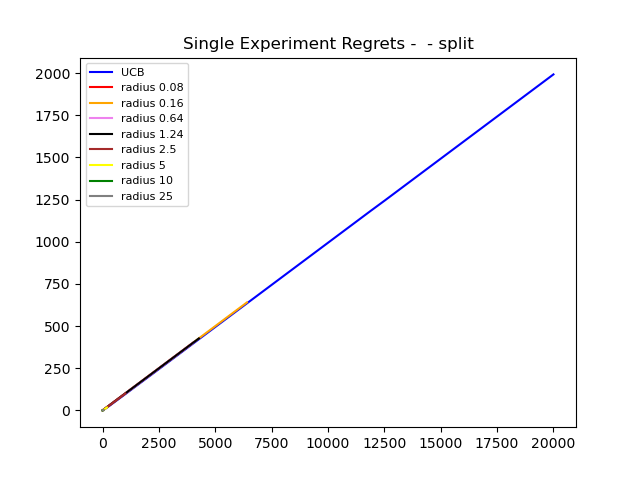 Single Experiment Regrets -  - split
2000
1750
1500
1250
1000
750
500
250
0
UCB
radius 0.08
radius 0.16
radius 0.64
radius 1.24
radius 2.5
radius 5
radius 10
radius 25
0 2500 5000 7500 10000 12500 15000 17500 20000